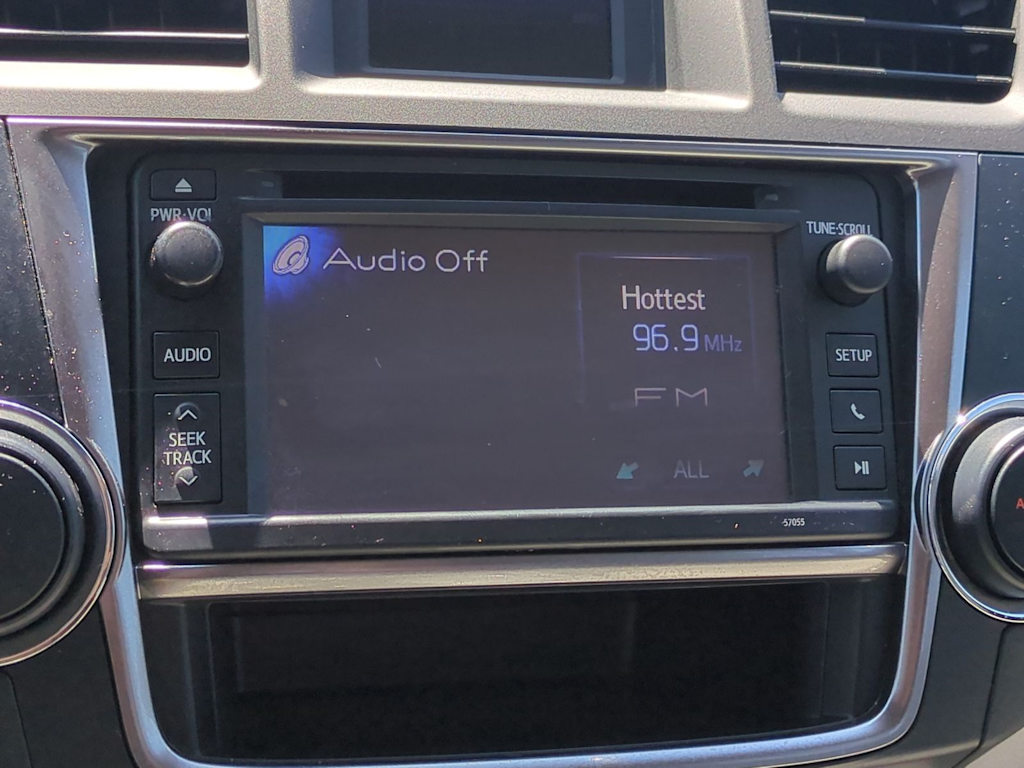 PWR·VOL
TUNE·SCROLL
Audio Off
Hottest
96.9 MHz
FM
ALL
AUDIO
SEEK
TRACK
SETUP
57055
A